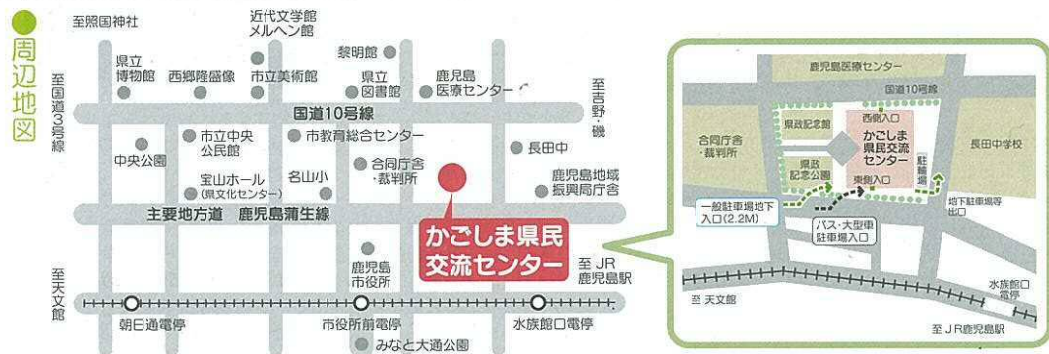 周辺地図
至照国神社
近代文学館
メルヘン館
黎明館
県立
博物館
西郷隆盛像
市立美術館
県立
図書館
鹿児島
医療センター
至国道3号線
国道10号線
至吉野・磯
中央公園
市立中央
公民館
市教育総合センター
合同庁舎
・裁判所
長田中
宝山ホール
(県文化センター)
名山小
鹿児島地域
振興局庁舎
主要地方道 鹿児島蒲生線
かごしま県民
交流センター
鹿児島
市役所
至天文館
至JR
鹿児島駅
朝日通電停
市役所前電停
水族館口電停
みなと大通公園
鹿児島医療センター
国道10号線
県政記念館
西側入口
かごしま
県民交流
センター
合同庁舎
・裁判所
県政
記念公園
東側入口
駐輪場
長田中学校
一般駐車場地下
入口(2.2M)
バス・大型車
駐車場入口
地下駐車場等
出口
至 天文館
水族館口
電停
至JR鹿児島駅